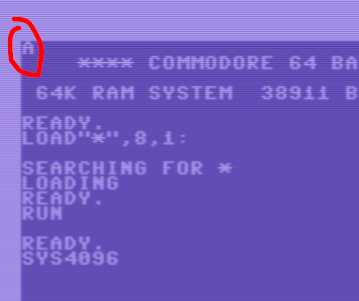 A
**** COMMODORE 64 BA
64K RAM SYSTEM 38911 B
READY.
LOAD"*",8,1:
SEARCHING FOR *
LOADING
READY.
RUN
READY.
SYS4096